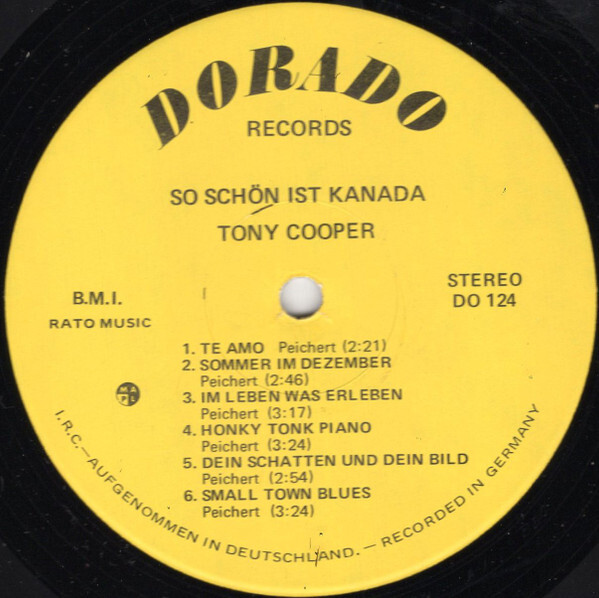 DORADO
RECORDS
SO SCHÖN IST KANADA
TONY COOPER
B.M.I.
RATO MUSIC
STEREO
DO 124
1. TE AMO Peichert (2:21)
2. SOMMER IM DEZEMBER
Peichert (2:46)
3. IM LEBEN WAS ERLEBEN
Peichert (3:17)
4. HONKY TONK PIANO
Peichert (3:24)
5. DEIN SCHATTEN UND DEIN BILD
Peichert (2:54)
6. SMALL TOWN BLUES
Peichert (3:24)
M A
P L
I.R.C.—AUFGENOMMEN IN DEUTSCHLAND.—RECORDED IN GERMANY